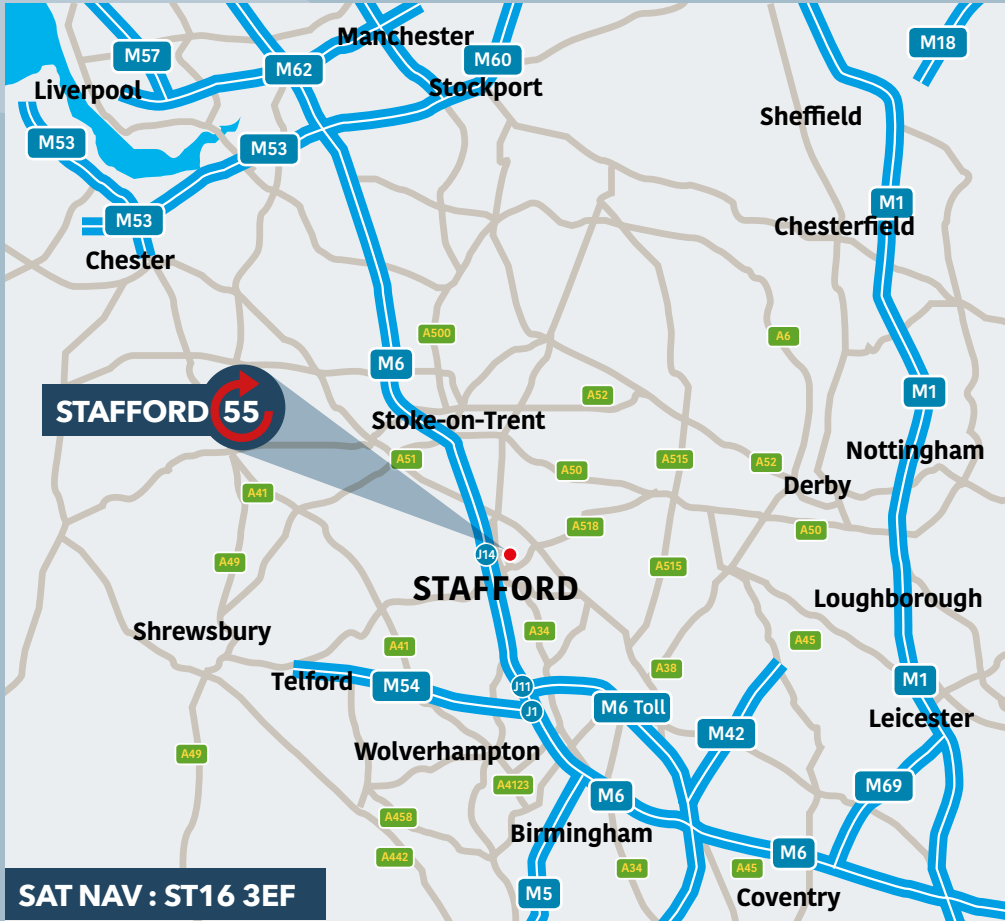 Manchester
M18
M57
M60
M62
Liverpool
Stockport
Sheffield
M53
M53
M1
M53
Chesterfield
Chester
A500
A6
M6
M1
A52
STAFFORD 55
Stoke-on-Trent
Nottingham
A51
A50
A515
A52
Derby
A41
A518
A50
J14
A49
A515
STAFFORD
Loughborough
Shrewsbury
A34
A45
A41
A38
Telford
M54
J11
M1
M6 Toll
J1
Leicester
M42
Wolverhampton
A49
A4123
M69
M6
A458
Birmingham
A442
M6
A34
A45
SAT NAV : ST16 3EF
M5
Coventry